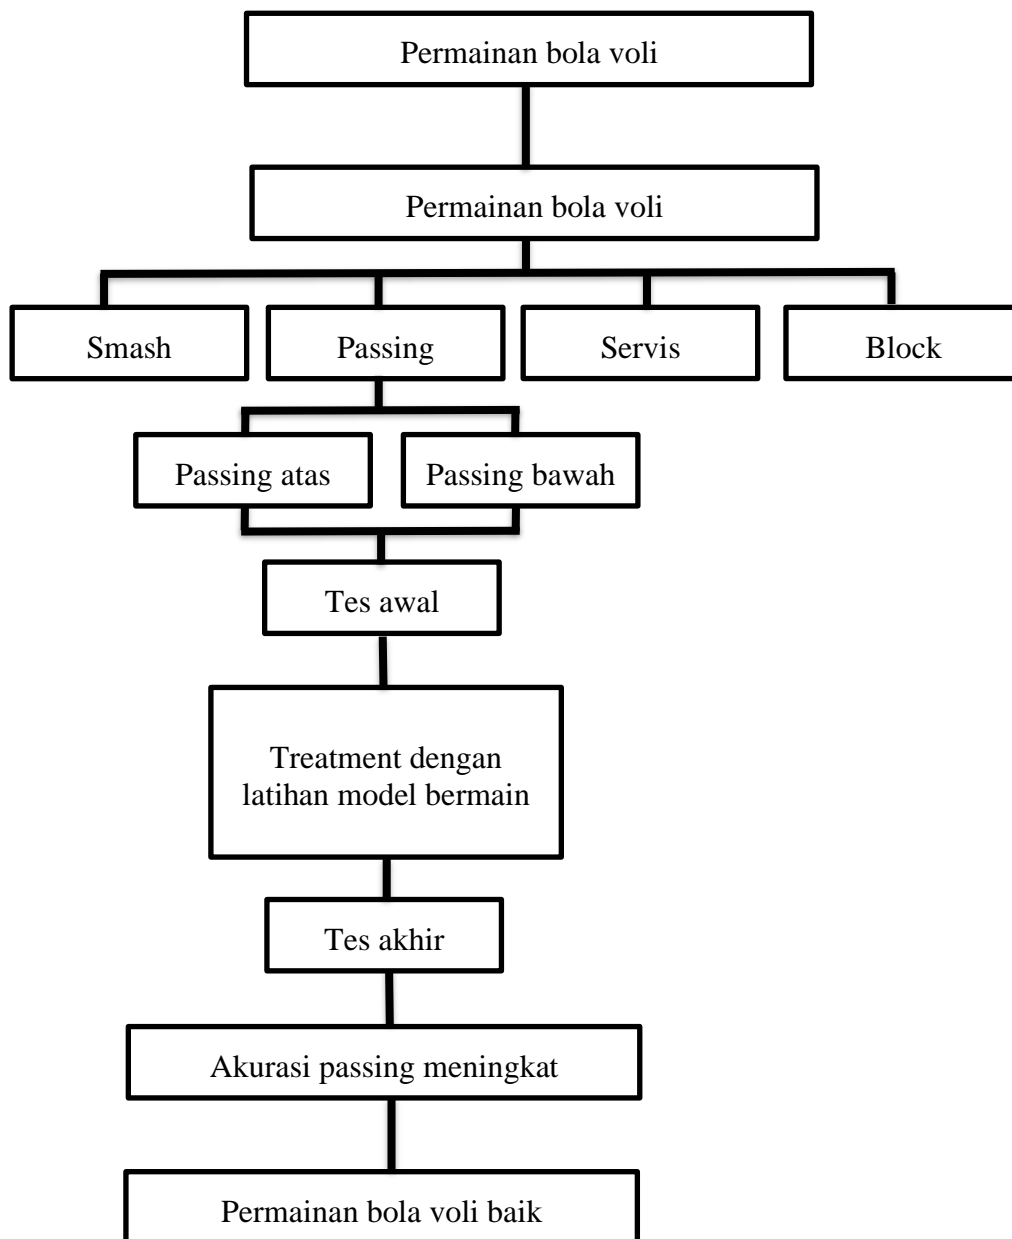 Permainan bola voli
Permainan bola voli
Smash
Passing
Servis
Block
Passing atas
Passing bawah
Tes awal
Treatment dengan
latihan model bermain
Tes akhir
Akurasi passing meningkat
Permainan bola voli baik